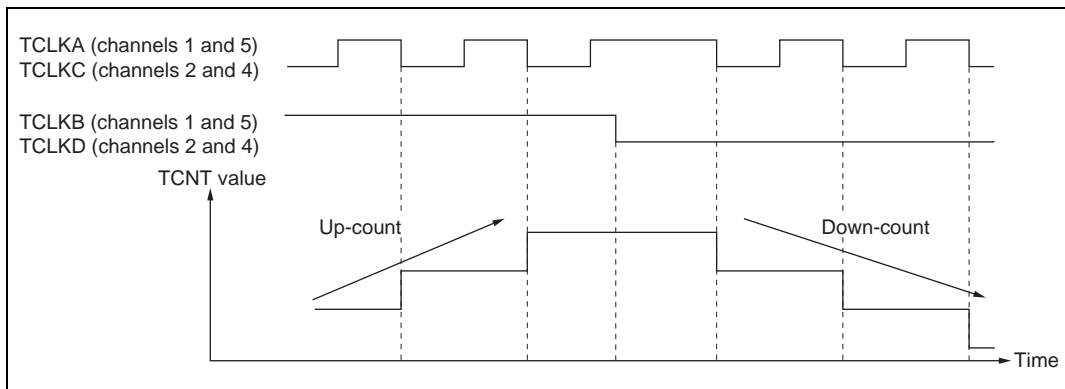 TCLKA (channels 1 and 5)
TCLKC (channels 2 and 4)
TCLKB (channels 1 and 5)
TCLKD (channels 2 and 4)
TCNT value
Up-count
Down-count
Time